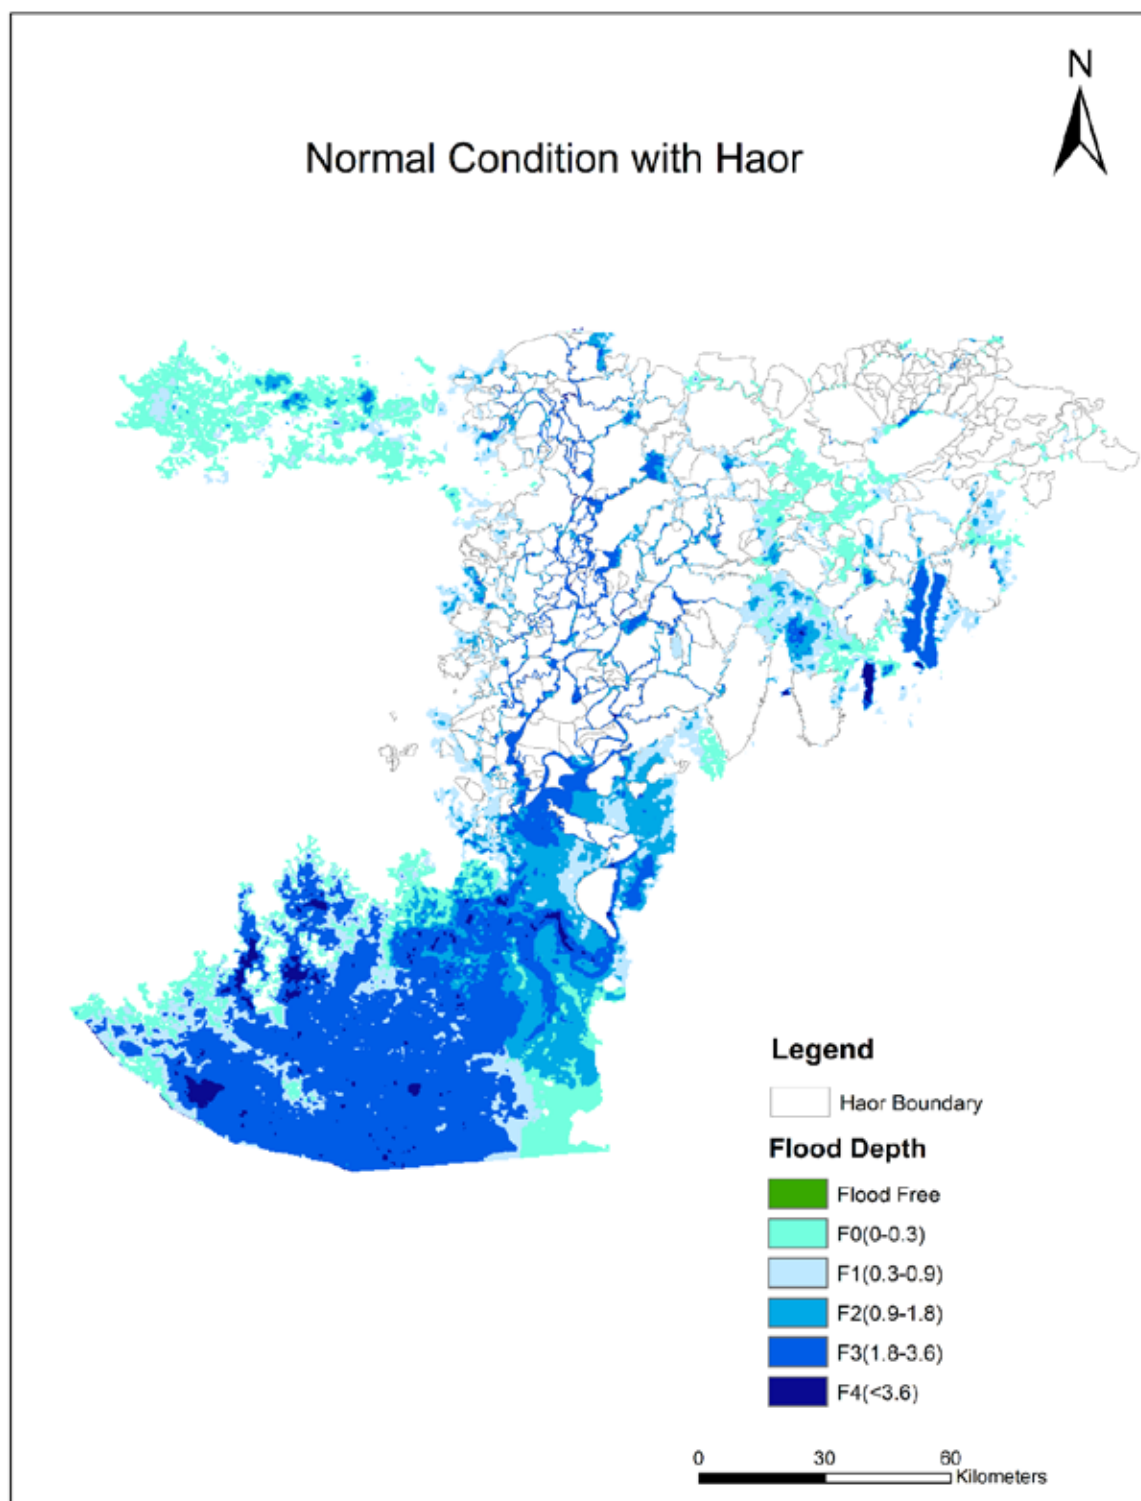 N
Normal Condition with Haor
Legend
Haor Boundary
Flood Depth
Flood Free
F0(0-0.3)
F1(0.3-0.9)
F2(0.9-1.8)
F3(1.8-3.6)
F4(<3.6)
0 30 60
Kilometers